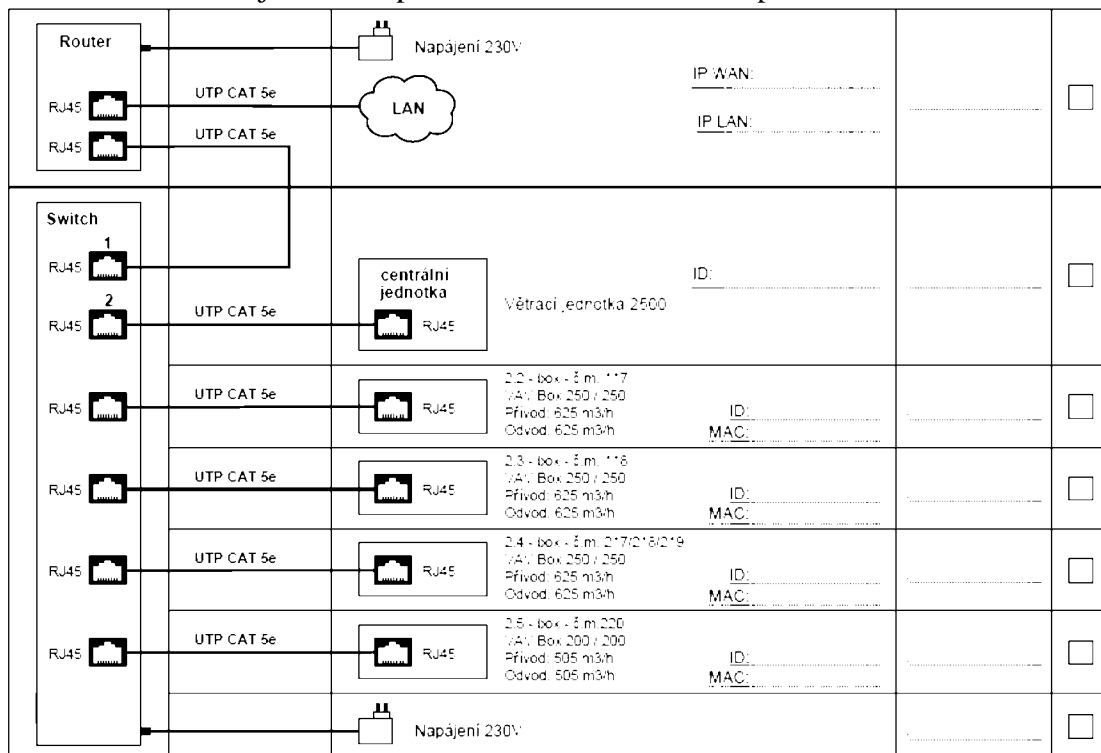 Router
Napájení 230V
IP WAN:
UTP CAT 5e
RJ45
LAN
IP LAN:
UTP CAT 5e
RJ45
Switch
1
RJ45
centrální
jednotka
ID:
2
UTP CAT 5e
Větrací jednotka 2500
RJ45
RJ45
2.2 - box - č.m. 117
VAV Box 250 / 250
UTP CAT 5e
RJ45
RJ45
Přívod: 625 m3/h
ID:
Odvod: 625 m3/h
MAC:
2.3 - box - č.m. 118
VAV Box 250 / 250
UTP CAT 5e
RJ45
RJ45
Přívod: 625 m3/h
ID:
Odvod: 625 m3/h
MAC:
2.4 - box - č.m. 217/218/219
VAV Box 250 / 250
UTP CAT 5e
RJ45
RJ45
Přívod: 625 m3/h
ID:
Odvod: 625 m3/h
MAC:
2.5 - box - č.m.220
VAV Box 200 / 200
UTP CAT 5e
RJ45
RJ45
Přívod: 505 m3/h
ID:
Odvod: 505 m3/h
MAC:
Napájení 230V